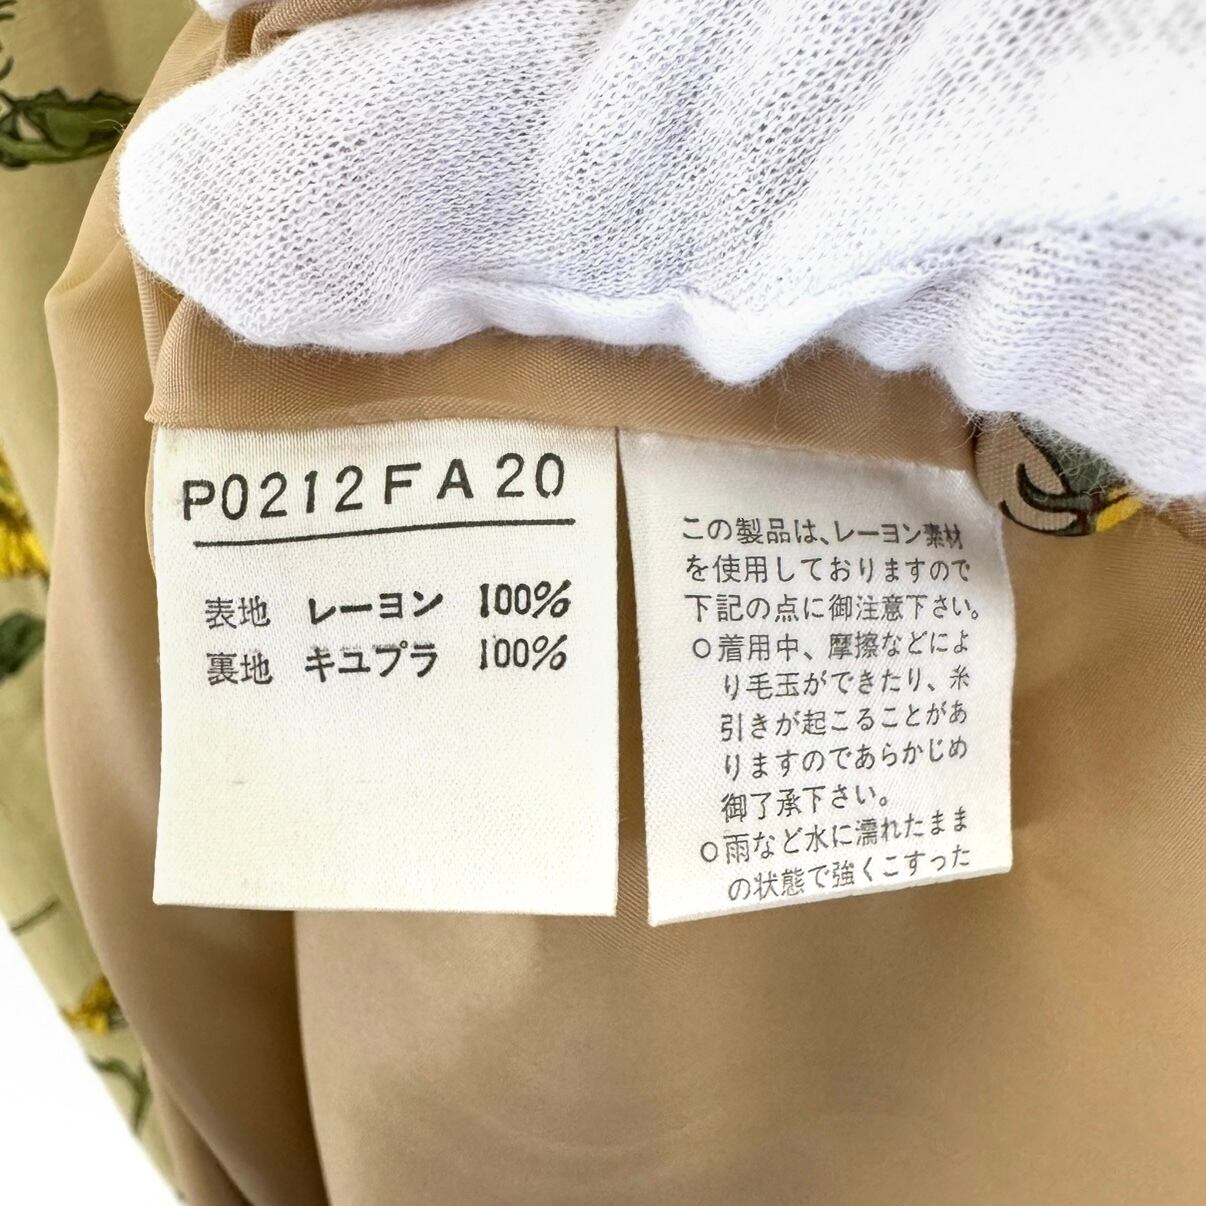 P0212FA20
表地 レーヨン 100%
裏地 キユプラ 100%
この製品は、レーヨン素材
を使用しておりますので
下記の点に御注意下さい。
○着用中、摩擦などによ
り毛玉ができたり、糸
引きが起こることがあ
りますのであらかじめ
御了承下さい。
○雨など水に濡れたまま
の状態で強くこすった